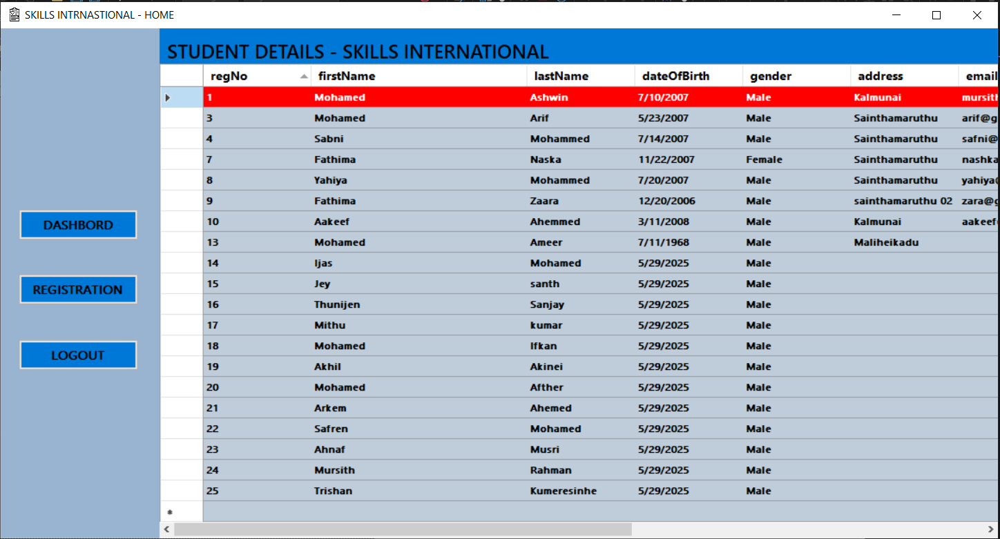 SKILLS INTRNASTIONAL - HOME
STUDENT DETAILS - SKILLS INTERNATIONAL
regNo firstName lastName dateOfBirth gender address email
1 Mohamed Ashwin 7/10/2007 Male Kalmunai mursith
3 Mohamed Arif 5/23/2007 Male Sainthamaruthu arif@g
4 Sabni Mohammed 7/14/2007 Male Sainthamaruthu safni@
7 Fathima Naska 11/22/2007 Female Sainthamaruthu nashka
8 Yahiya Mohammed 7/20/2007 Male Sainthamaruthu yahiya@
9 Fathima Zaara 12/20/2006 Male sainthamaruthu 02 zara@g
10 Aakeef Ahemmed 3/11/2008 Male Kalmunai aakeef
13 Mohamed Ameer 7/11/1968 Male Maliheikadu
14 Ijas Mohamed 5/29/2025 Male
15 Jey santh 5/29/2025 Male
16 Thunijen Sanjay 5/29/2025 Male
17 Mithu kumar 5/29/2025 Male
18 Mohamed Ifkan 5/29/2025 Male
19 Akhil Akinei 5/29/2025 Male
20 Mohamed Afther 5/29/2025 Male
21 Arkem Ahemed 5/29/2025 Male
22 Safren Mohamed 5/29/2025 Male
23 Ahnaf Musri 5/29/2025 Male
24 Mursith Rahman 5/29/2025 Male
25 Trishan Kumeresinhe 5/29/2025 Male
DASHBORD
REGISTRATION
LOGOUT